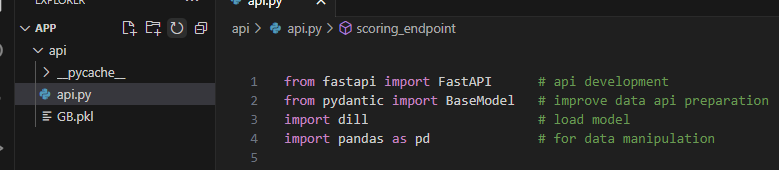 EXPLORER
api.py
APP
api
__pycache__
api.py
GB.pkl
api > api.py > scoring_endpoint
1 from fastapi import FastAPI # api development
2 from pydantic import BaseModel # improve data api preparation
3 import dill # load model
4 import pandas as pd # for data manipulation
5